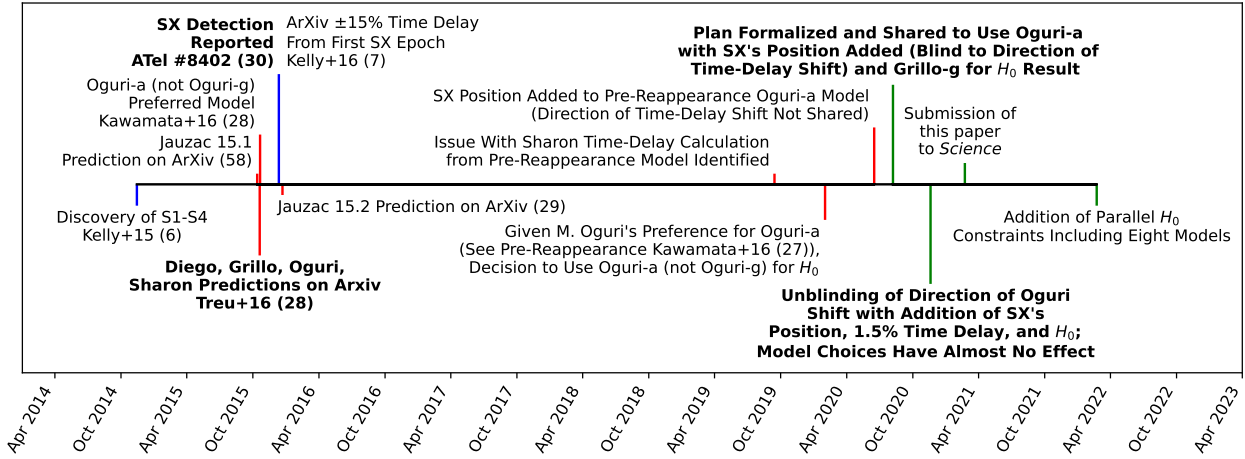 SX Detection
Reported
ATel #8402 (30)
ArXiv ±15% Time Delay
From First SX Epoch
Kelly+16 (7)
Oguri-a (not Oguri-g)
Preferred Model
Kawamata+16 (28)
Jauzac 15.1
Prediction on ArXiv (58)
Plan Formalized and Shared to Use Oguri-a
with SX's Position Added (Blind to Direction of
Time-Delay Shift) and Grillo-g for H₀ Result
SX Position Added to Pre-Reappearance Oguri-a Model
(Direction of Time-Delay Shift Not Shared)
Issue With Sharon Time-Delay Calculation
from Pre-Reappearance Model Identified
Submission of
this paper
to Science
Discovery of S1-S4
Kelly+15 (6)
Jauzac 15.2 Prediction on ArXiv (29)
Diego, Grillo, Oguri,
Sharon Predictions on Arxiv
Treu+16 (28)
Given M. Oguri's Preference for Oguri-a
(See Pre-Reappearance Kawamata+16 (27)),
Decision to Use Oguri-a (not Oguri-g) for H₀
Addition of Parallel H₀
Constraints Including Eight Models
Unblinding of Direction of Oguri
Shift with Addition of SX's
Position, 1.5% Time Delay, and H₀;
Model Choices Have Almost No Effect
Apr 2014
Oct 2014
Apr 2015
Oct 2015
Apr 2016
Oct 2016
Apr 2017
Oct 2017
Apr 2018
Oct 2018
Apr 2019
Oct 2019
Apr 2020
Oct 2020
Apr 2021
Oct 2021
Apr 2022
Oct 2022
Apr 2023